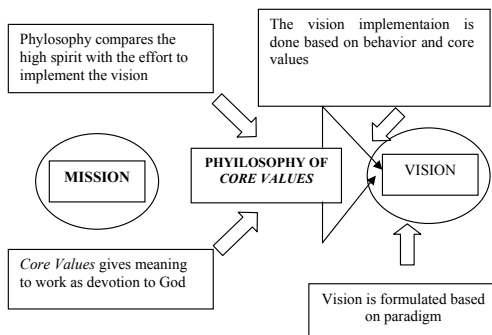 Phylosophy compares the
high spirit with the effort to
implement the vision
The vision implementaion is
done based on behavior and core
values
MISSION
PHYILOSOPHY OF
CORE VALUES
VISION
Core Values gives meaning
to work as devotion to God
Vision is formulated based
on paradigm